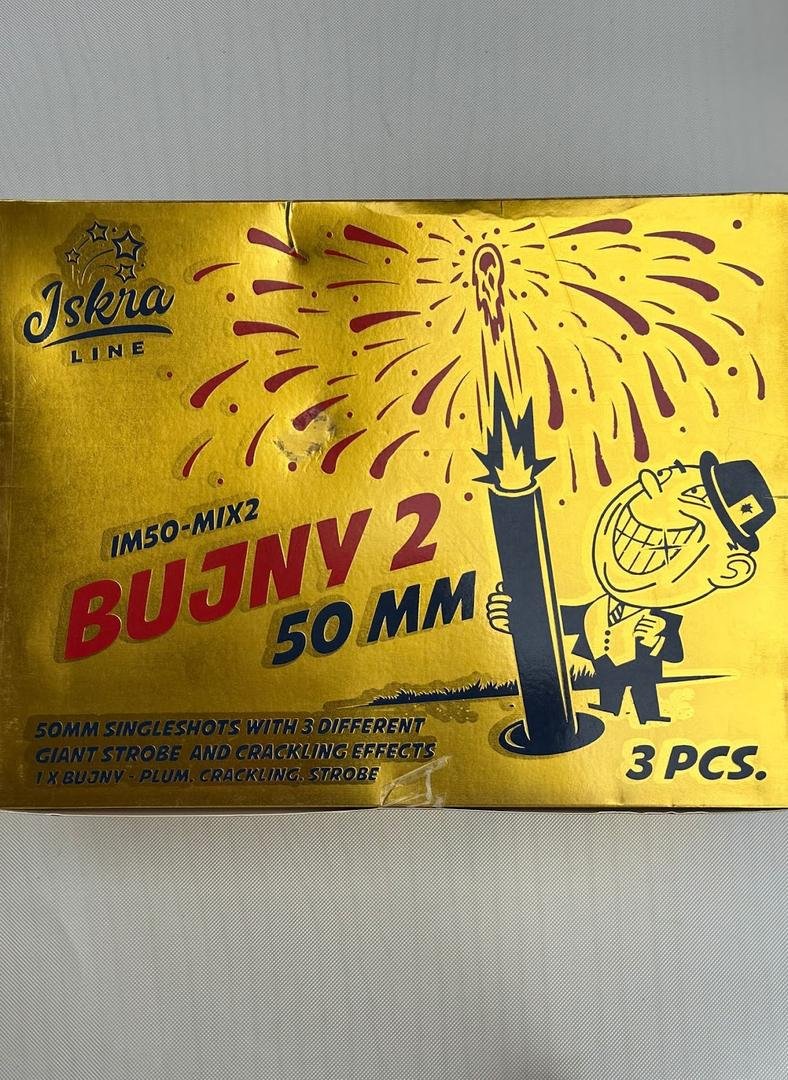 Iskra
LINE
IM50-MIX2
BUJNY 2
50 MM
50MM SINGLESHOTS WITH 3 DIFFERENT
GIANT STROBE AND CRACKLING EFFECTS
1 X BUJNY - PLUM, CRACKLING, STROBE
3 PCS.